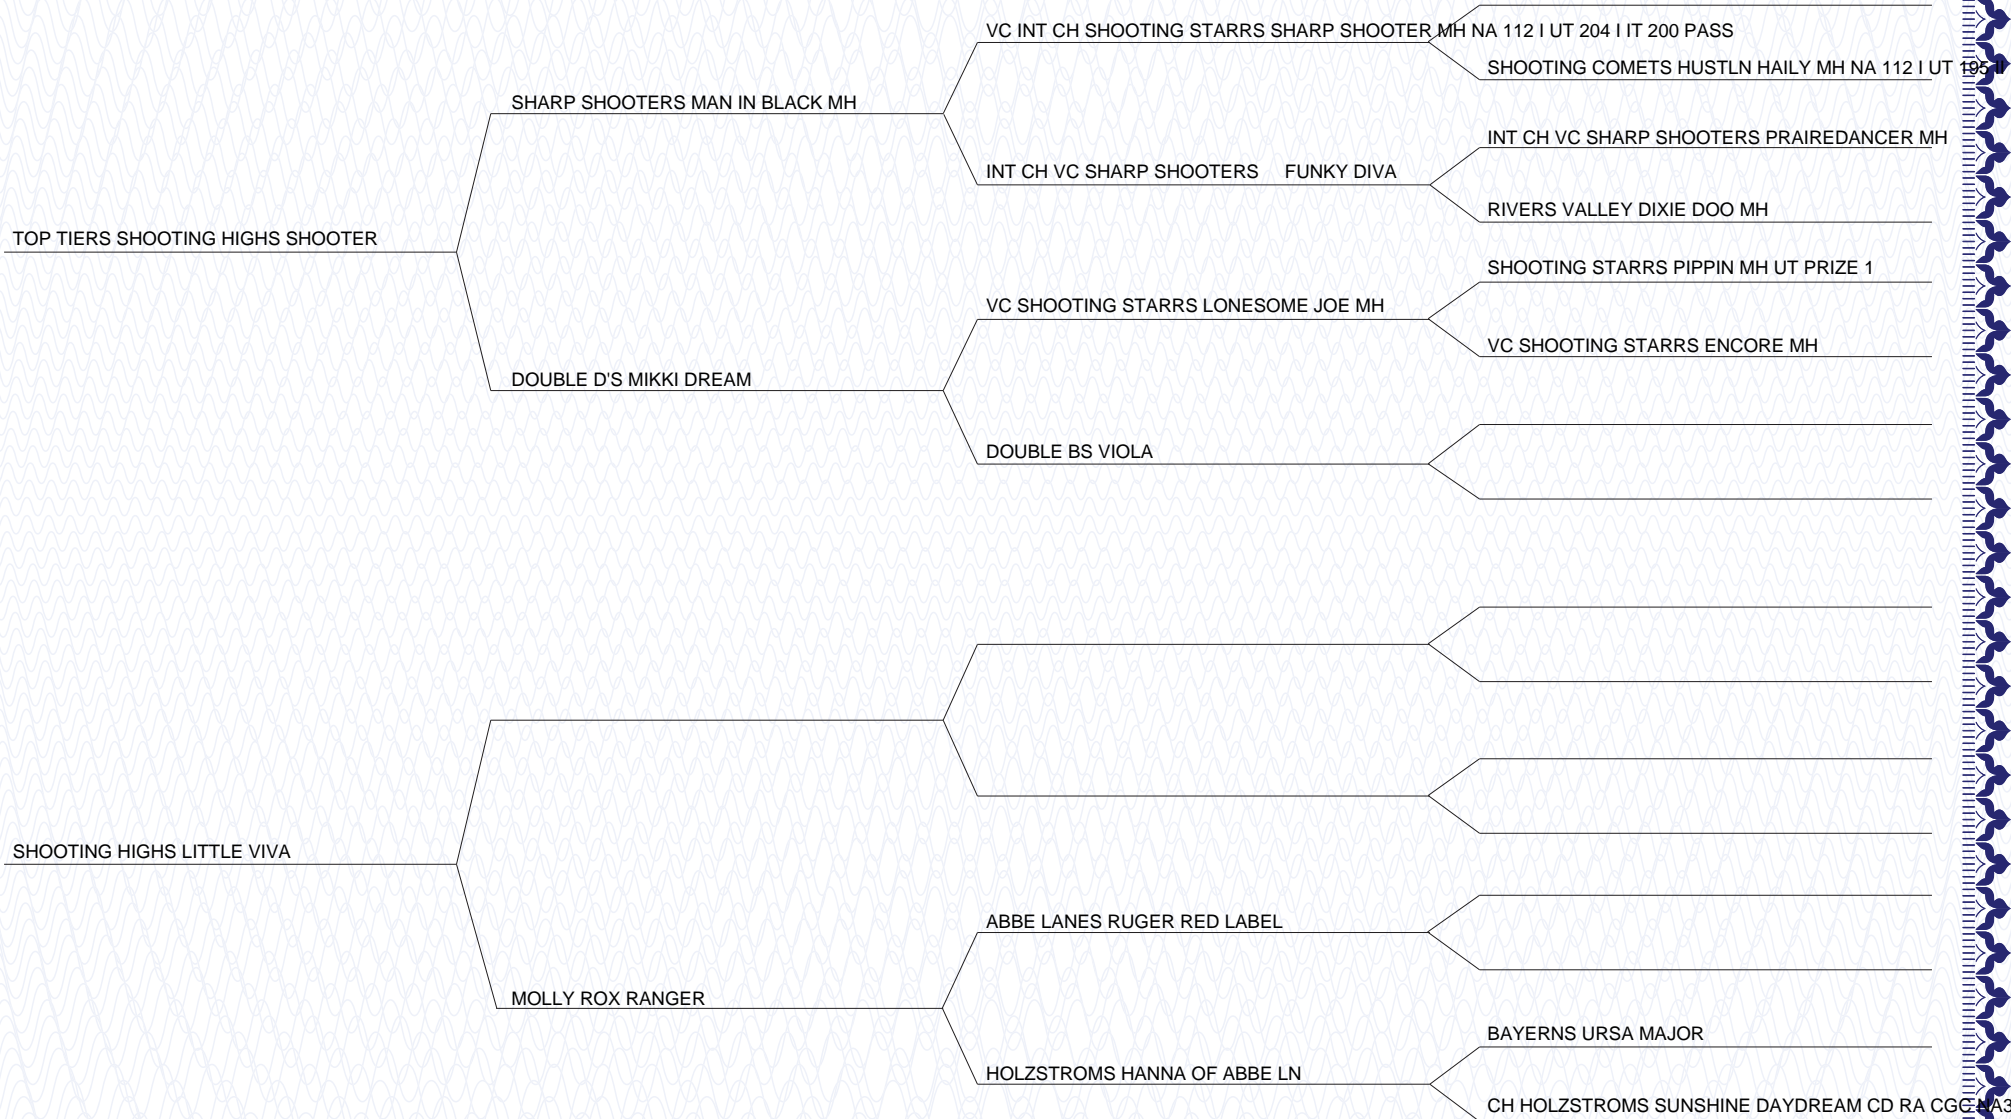 VC INT CH SHOOTING STARRS SHARP SHOOTER MH NA 112 I UT 204 I IT 200 PASS
SHOOTING COMETS HUSTLN HAILY MH NA 112 I UT 195 II
SHARP SHOOTERS MAN IN BLACK MH
INT CH VC SHARP SHOOTERS PRAIREDANCER MH
INT CH VC SHARP SHOOTERS FUNKY DIVA
RIVERS VALLEY DIXIE DOO MH
TOP TIERS SHOOTING HIGHS SHOOTER
SHOOTING STARRS PIPPIN MH UT PRIZE 1
VC SHOOTING STARRS LONESOME JOE MH
VC SHOOTING STARRS ENCORE MH
DOUBLE D'S MIKKI DREAM
DOUBLE BS VIOLA
SHOOTING HIGHS LITTLE VIVA
ABBE LANES RUGER RED LABEL
MOLLY ROX RANGER
BAYERNS URSA MAJOR
HOLZSTROMS HANNA OF ABBE LN
CH HOLZSTROMS SUNSHINE DAYDREAM CD RA CGC